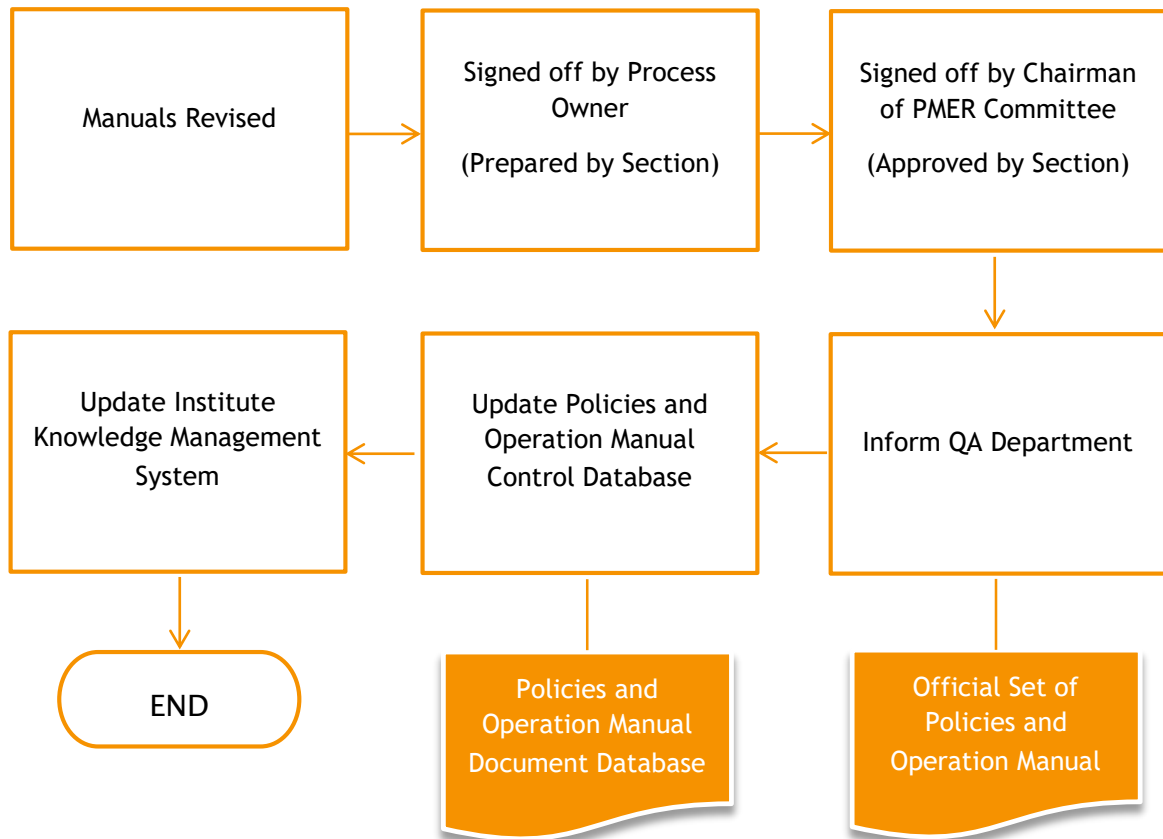 Manuals Revised
Signed off by Process
Owner
(Prepared by Section)
Signed off by Chairman
of PMER Committee
(Approved by Section)
Inform QA Department
Update Policies and
Operation Manual
Control Database
Update Institute
Knowledge Management
System
END
Policies and
Operation Manual
Document Database
Official Set of
Policies and
Operation Manual